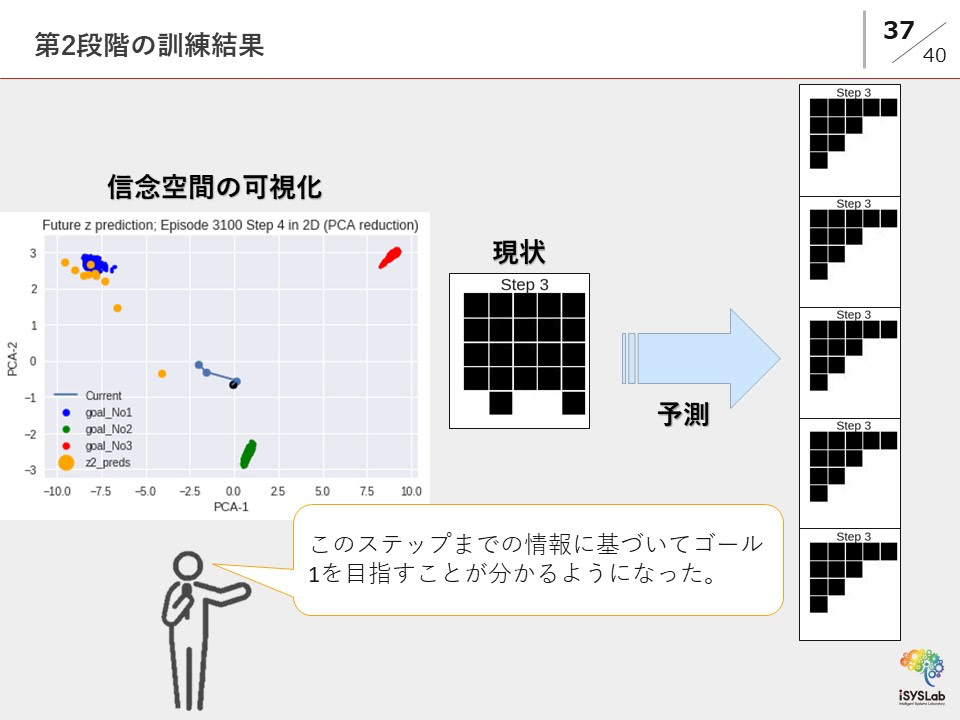 第2段階の訓練結果
37
40
信念空間の可視化
Future z prediction; Episode 3100 Step 4 in 2D (PCA reduction)
PCA-2
3
2
1
0
−1
−2
−3
Current
goal_No1
goal_No2
goal_No3
z2_preds
−10.0 −7.5 −5.0 −2.5 0.0 2.5 5.0 7.5 10.0
PCA-1
現状
Step 3
予測
Step 3
Step 3
Step 3
Step 3
Step 3
このステップまでの情報に基づいてゴール
1を目指すことが分かるようになった。
iSYSLab
Intelligent Systems Laboratory